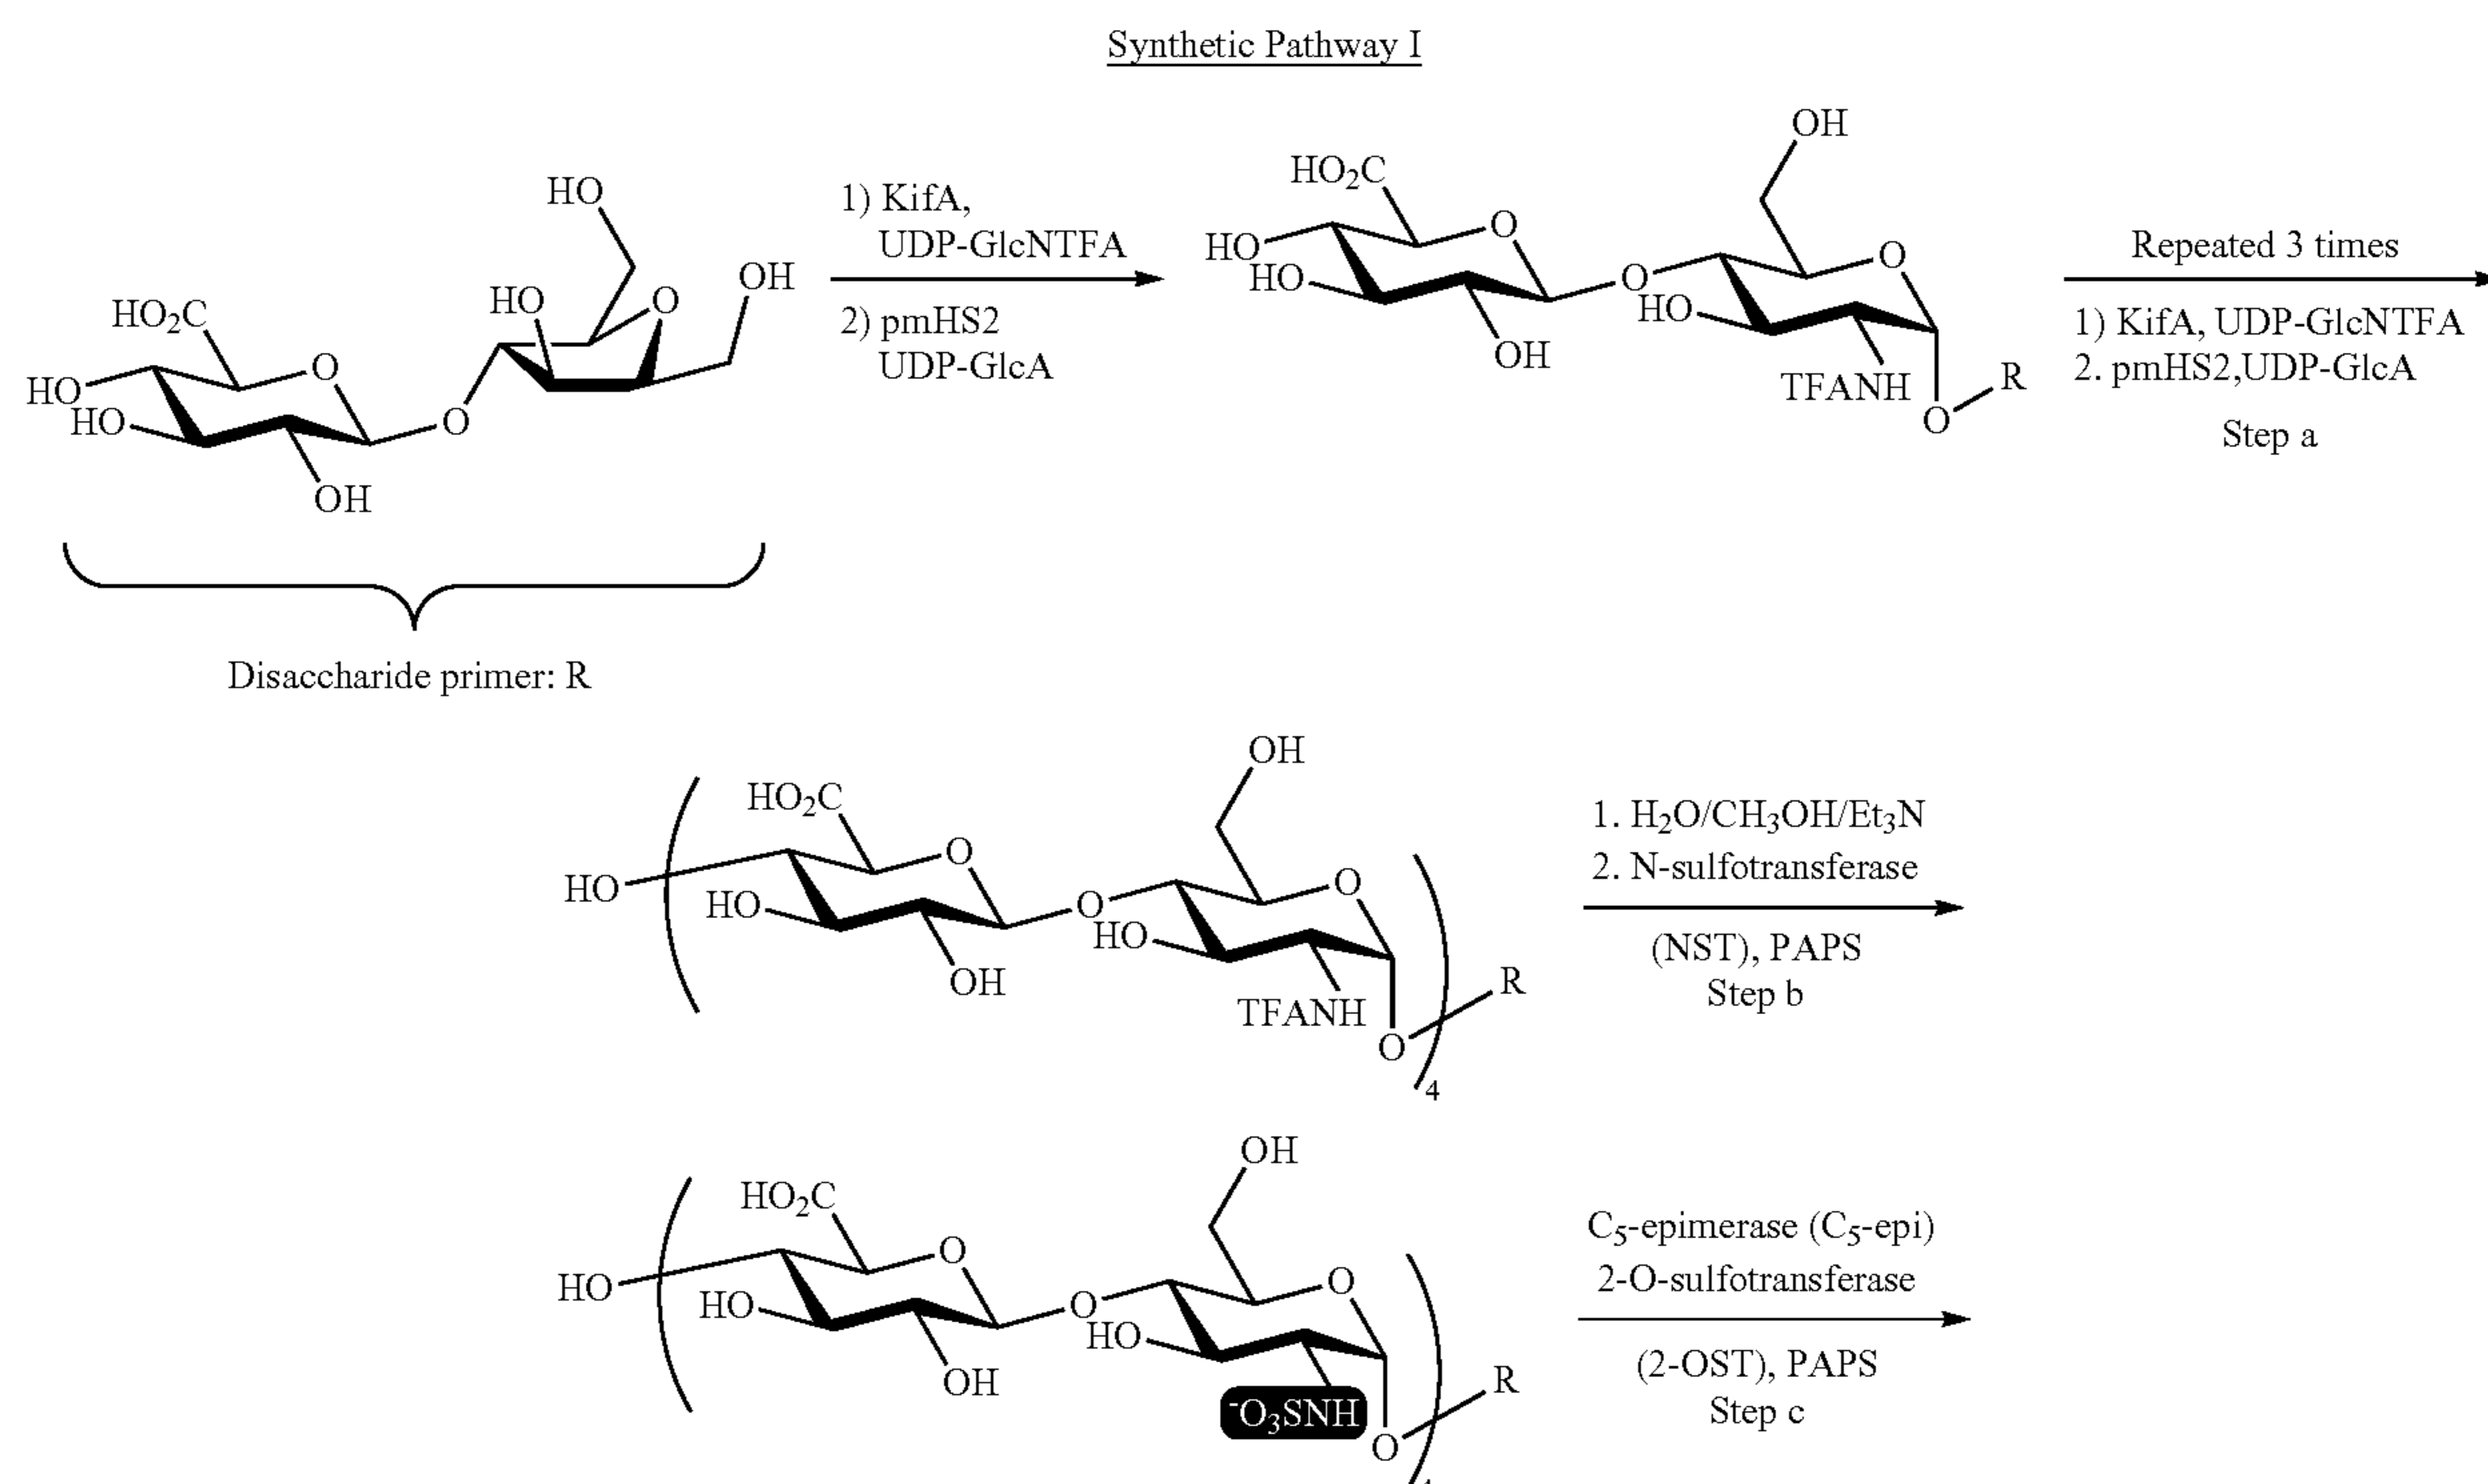 Synthetic Pathway I
HO
HO₂C
HO
HO
OH
O
O
HO
HO
O
OH
Disaccharide primer: R
1) KifA,
UDP-GlcNTFA
2) pmHS2
UDP-GlcA
HO₂C
HO
HO
OH
O
O
HO
OH
O
TFANH
O
R
Repeated 3 times
1) KifA, UDP-GlcNTFA
2. pmHS2,UDP-GlcA
Step a
HO
HO₂C
HO
OH
O
O
HO
OH
O
TFANH
O
4
R
1. H₂O/CH₃OH/Et₃N
2. N-sulfotransferase
(NST), PAPS
Step b
HO
HO₂C
HO
OH
O
O
HO
OH
O
⁻O₃SNH
O
R
C₅-epimerase (C₅-epi)
2-O-sulfotransferase
(2-OST), PAPS
Step c